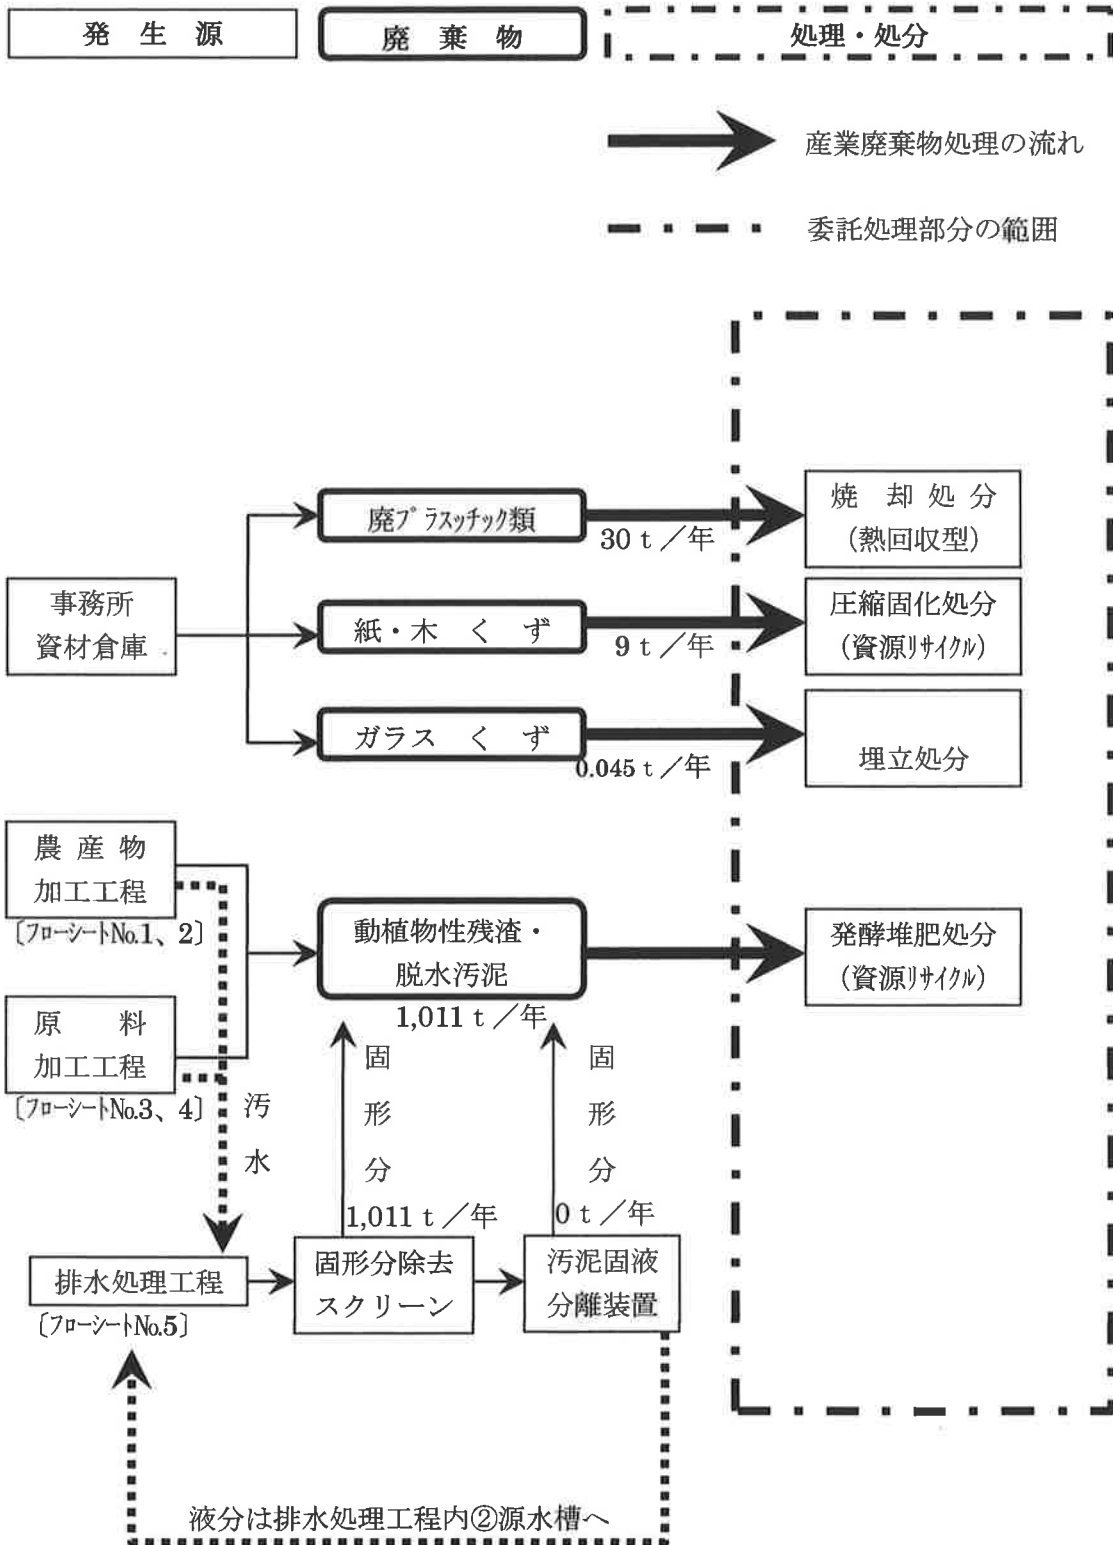 発 生 源
廃 棄 物
処理・処分
産業廃棄物処理の流れ
委託処理部分の範囲
廃プラスッチック類
30 t ／年
焼 却 処 分
（熱回収型）
事務所
資材倉庫
紙・木 く ず
9 t ／年
圧縮固化処分
（資源リサイクル）
ガラス く ず
0.045 t ／年
埋立処分
農 産 物
加工工程
〔フローシートNo.1、2〕
動植物性残渣・
脱水汚泥
1,011 t ／年
発酵堆肥処分
（資源リサイクル）
原 料
加工工程
〔フローシートNo.3、4〕
汚水
固形分
1,011 t ／年
固形分
0 t ／年
排水処理工程
〔フローシートNo.5〕
固形分除去
スクリーン
汚泥固液
分離装置
液分は排水処理工程内②源水槽へ